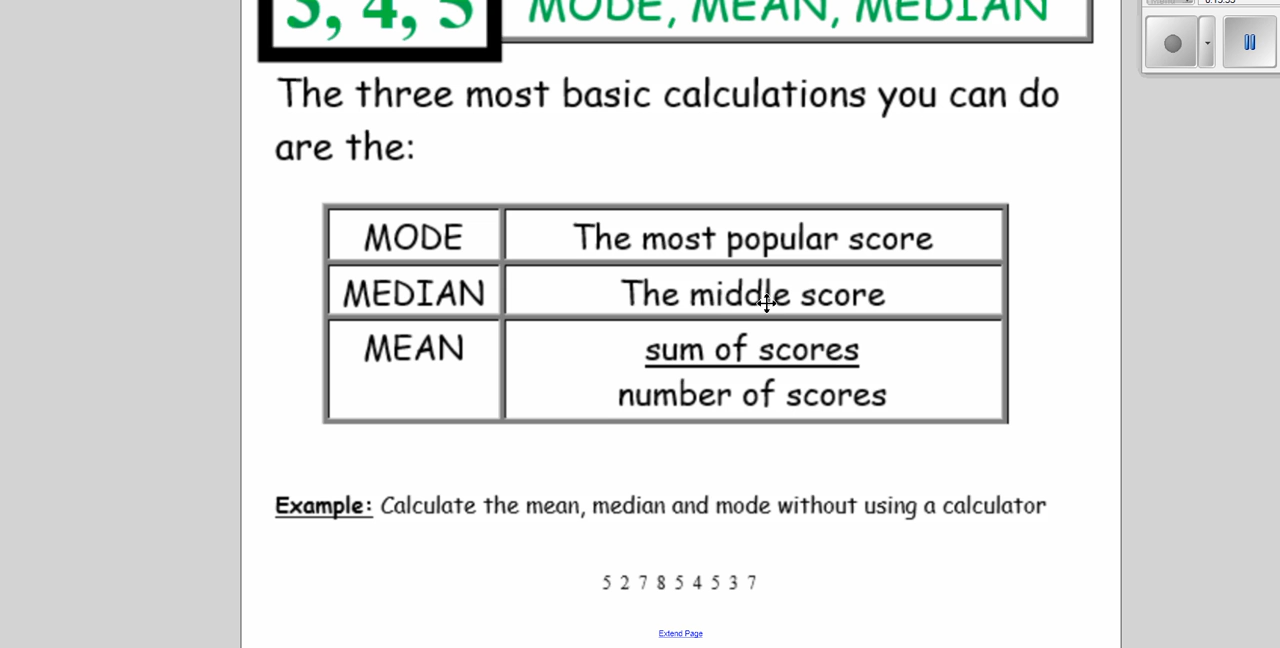 3, 4, 5 MODE, MEAN, MEDIAN
The three most basic calculations you can do
are the:
MODE The most popular score
MEDIAN The middle score
MEAN sum of scores
number of scores
Example: Calculate the mean, median and mode without using a calculator
5 2 7 8 5 4 5 3 7
Extend Page